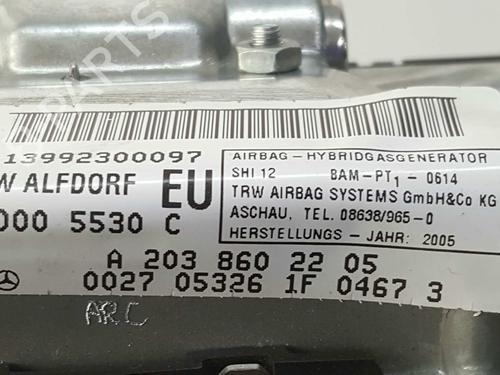 13992300097
W ALFDORF EU
000 5530 C
AIRBAG-HYBRIDGASGENERATOR
SHI 12 BAM-PT1-0614
TRW AIRBAG SYSTEMS GmbH&Co KG
ASCHAU, TEL. 08638/965-0
HERSTELLUNGS - JAHR: 2005
A 203 860 22 05
0027 05326 1F 0467 3
ARC